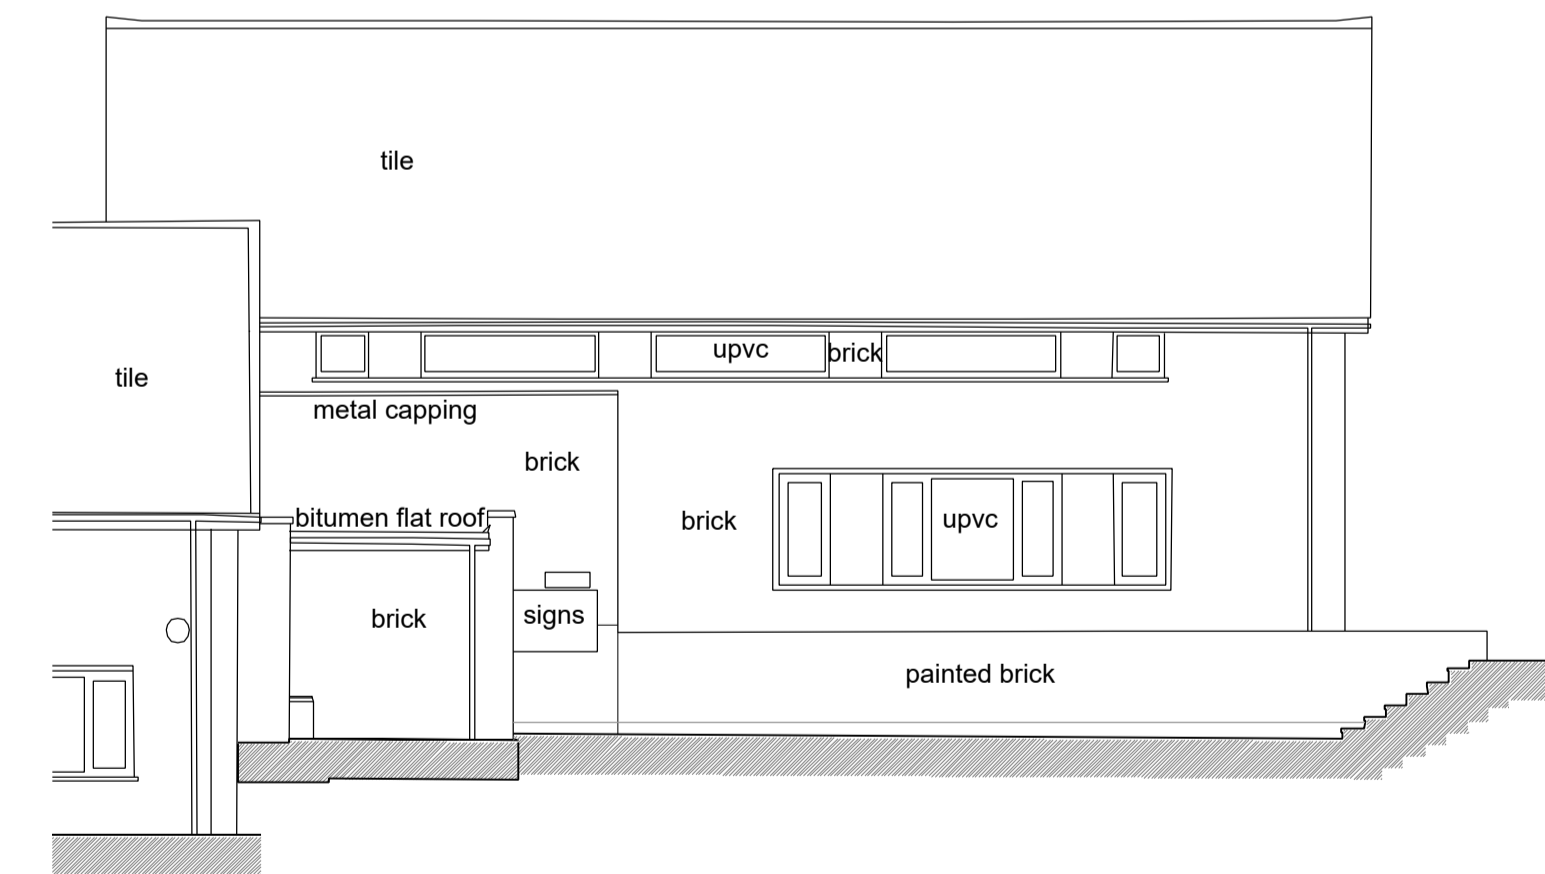 tile
upvc
brick
tile
metal capping
brick
bitumen flat roof
brick
upvc
brick
signs
painted brick